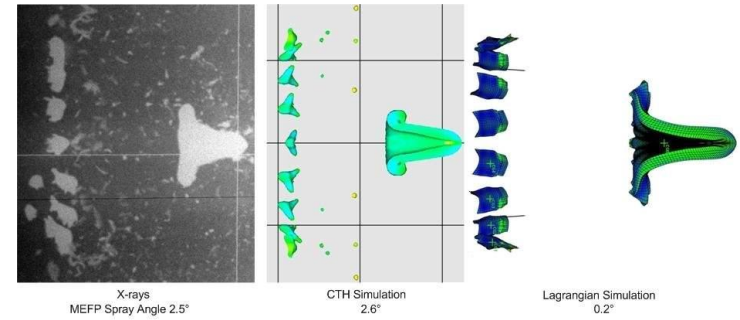 X-rays
MEFP Spray Angle 2.5°
CTH Simulation
2.6°
Lagrangian Simulation
0.2°